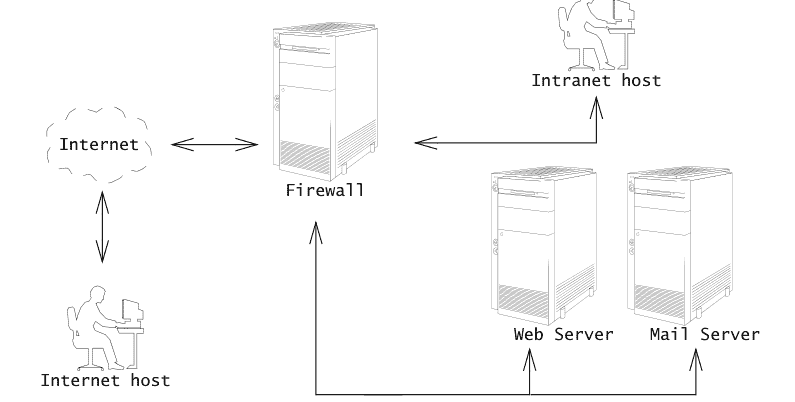 Intranet host
Internet
Firewall
Web Server
Mail Server
Internet host